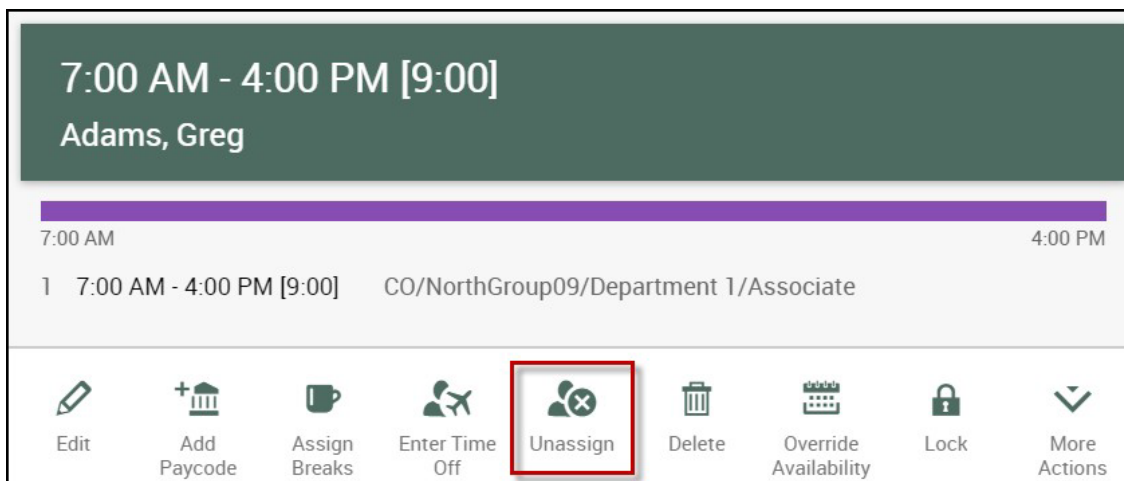 7:00 AM - 4:00 PM [9:00]
Adams, Greg
7:00 AM 4:00 PM
1 7:00 AM - 4:00 PM [9:00] CO/NorthGroup09/Department 1/Associate
Edit Add Assign Enter Time Unassign Delete Override Lock More
Paycode Breaks Off Availability Actions